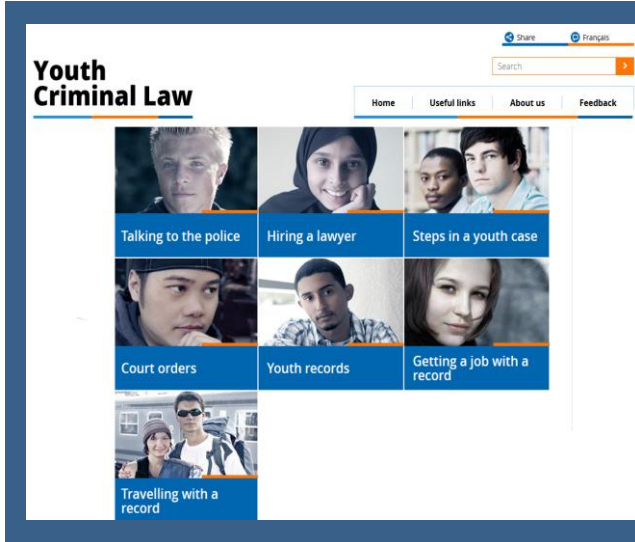 Share Français
Search
Youth
Criminal Law
Home Useful links About us Feedback
Talking to the police
Hiring a lawyer
Steps in a youth case
Court orders
Youth records
Getting a job with a
record
Travelling with a
record